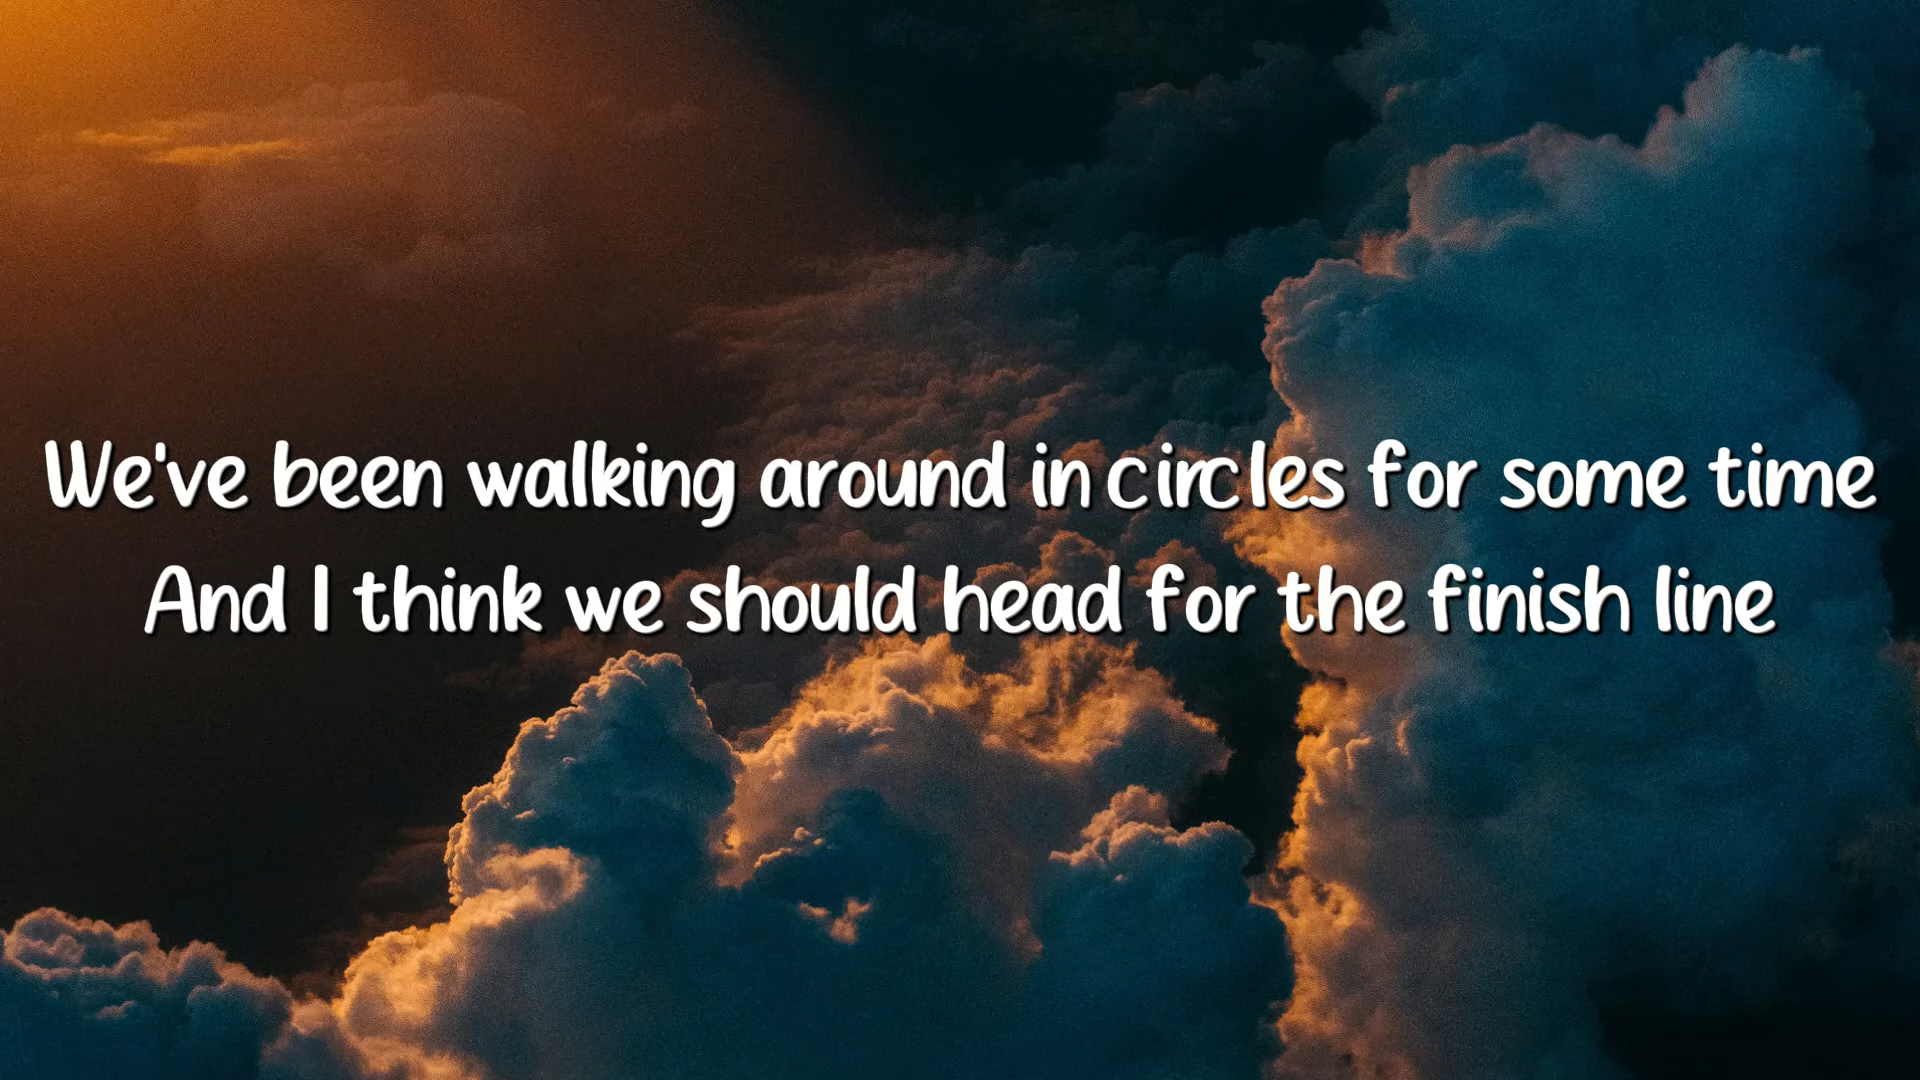 We've been walking around in circles for some time
And I think we should head for the finish line